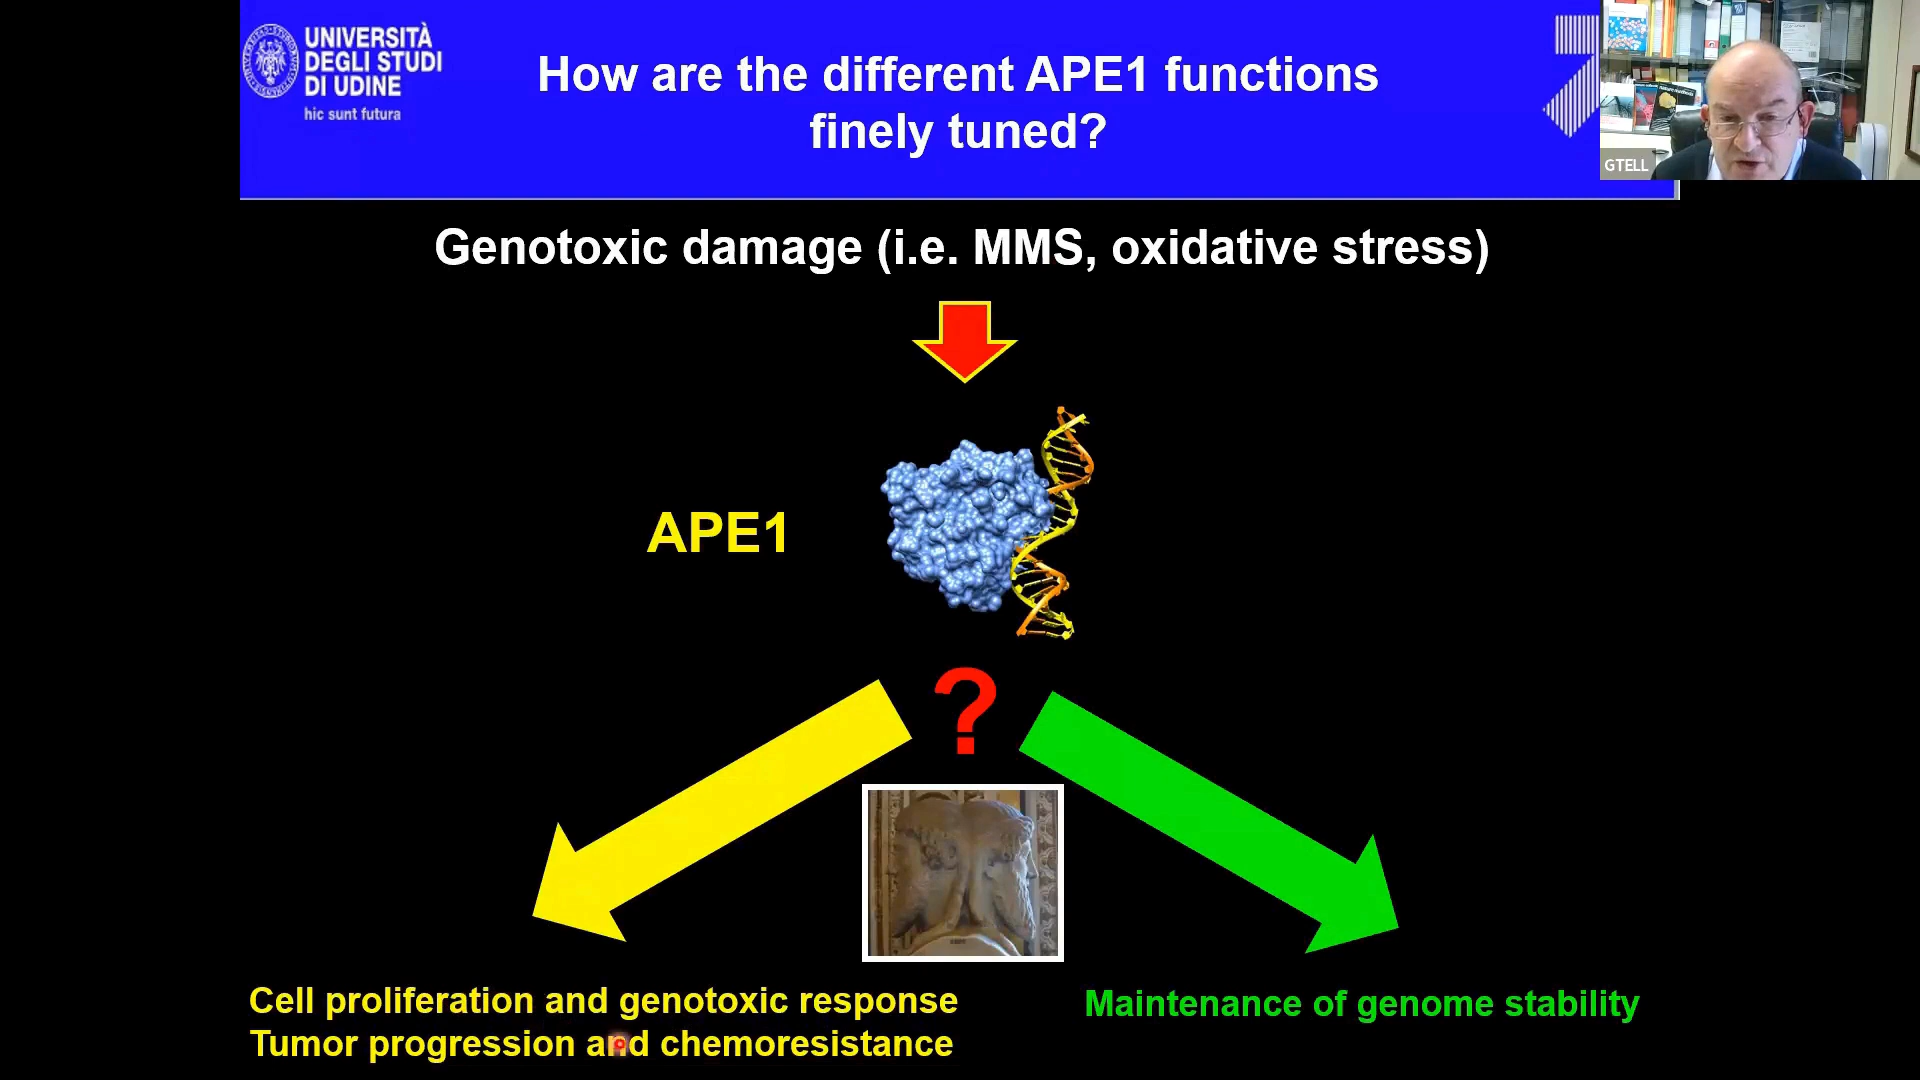 UNIVERSITÀ
DEGLI STUDI
DI UDINE
hic sunt futura
How are the different APE1 functions
finely tuned?
GTELL
Genotoxic damage (i.e. MMS, oxidative stress)
APE1
?
Cell proliferation and genotoxic response
Tumor progression and chemoresistance
Maintenance of genome stability